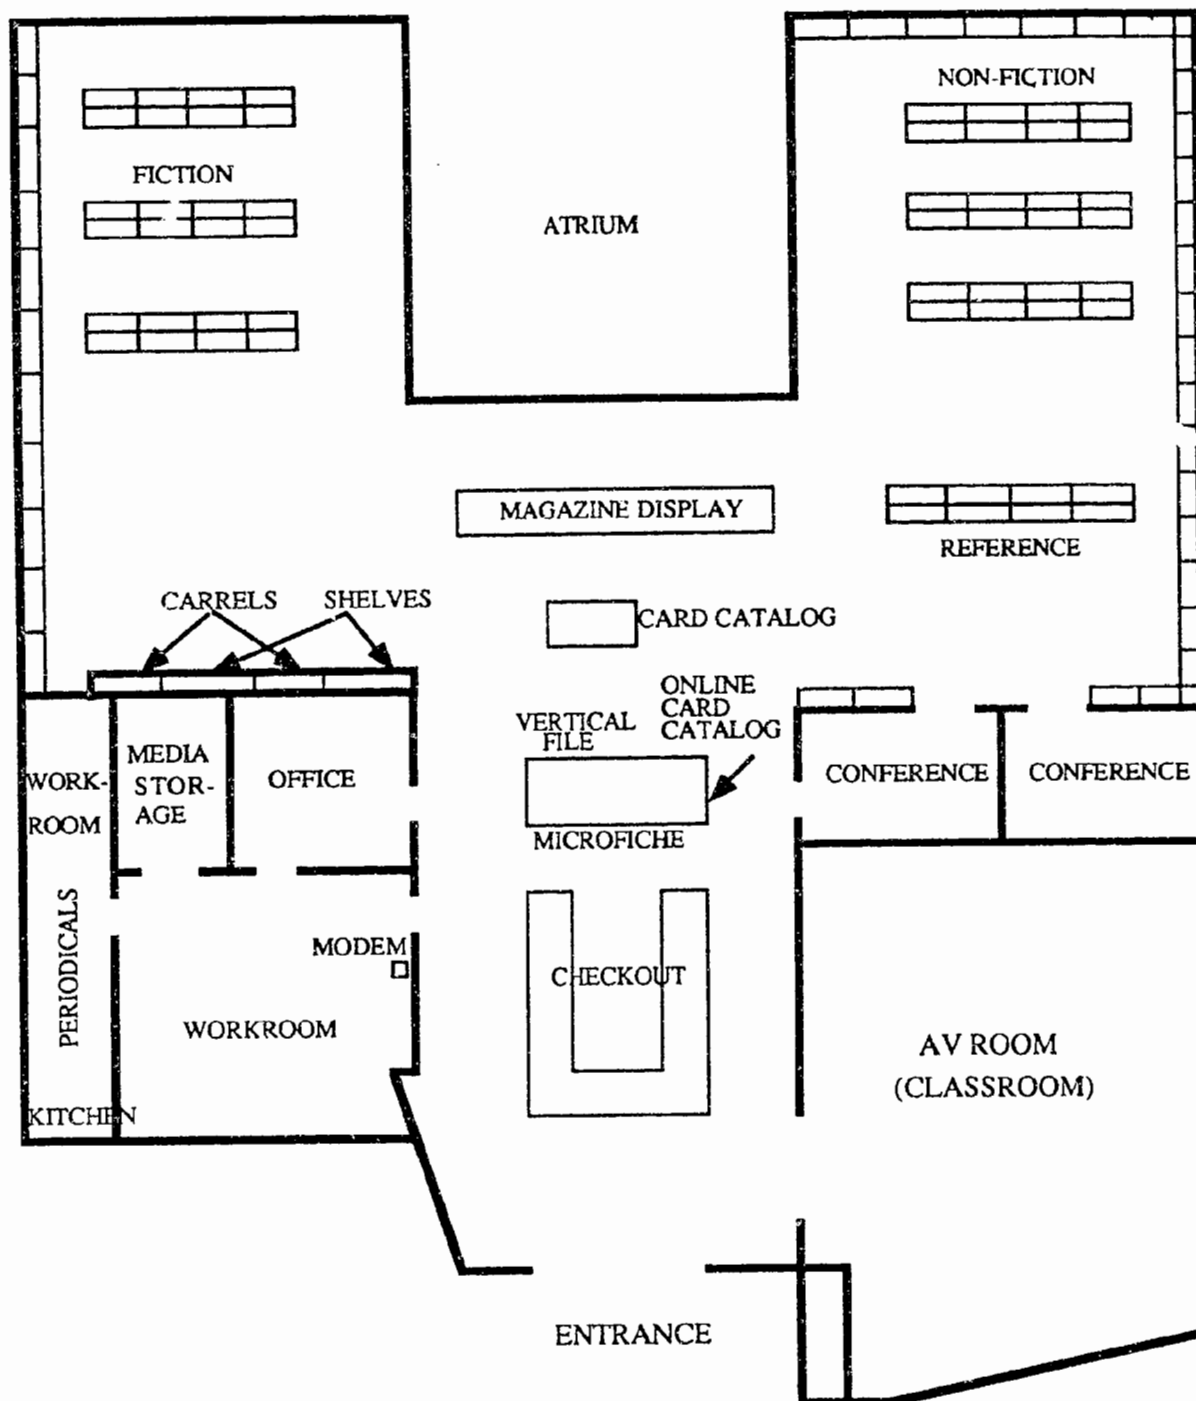 NON-FICTION
FICTION
ATRIUM
MAGAZINE DISPLAY
REFERENCE
CARRELS
SHELVES
CARD CATALOG
ONLINE
CARD
CATALOG
VERTICAL
FILE
MEDIA
STOR-
AGE
OFFICE
WORK-
ROOM
CONFERENCE
CONFERENCE
MICROFICHE
PERIODICALS
MODEM
CHECKOUT
WORKROOM
AV ROOM
(CLASSROOM)
KITCHEN
ENTRANCE